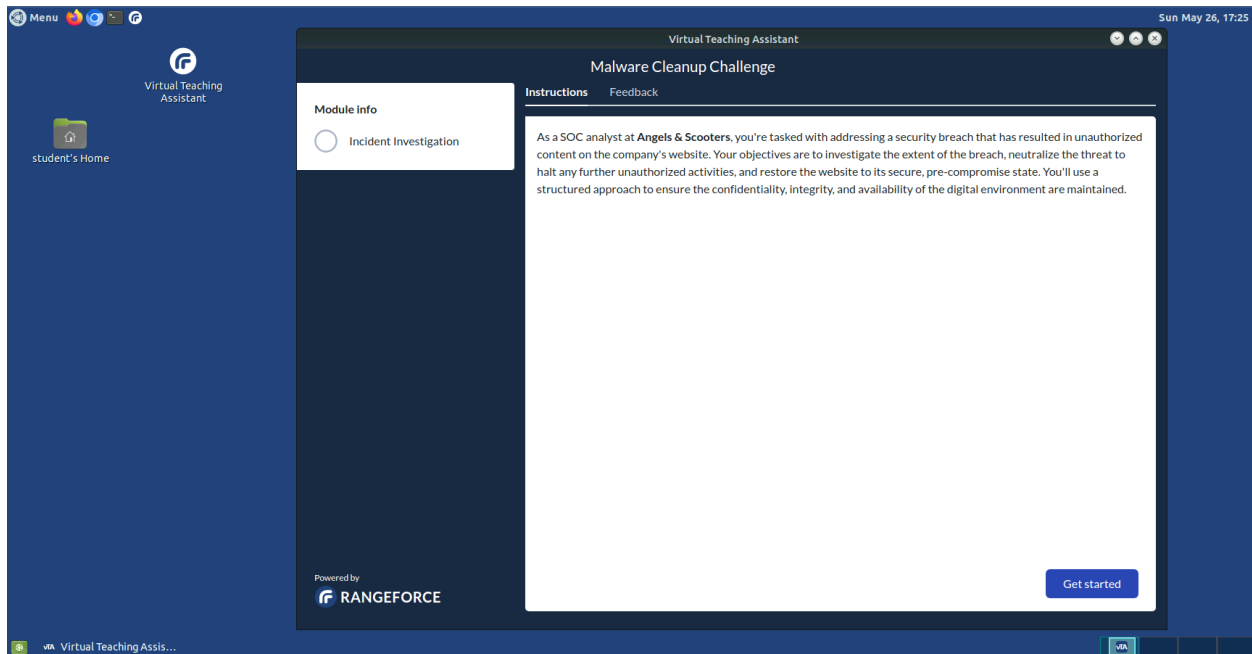 Menu
Sun May 26, 17:25
Virtual Teaching Assistant
Virtual Teaching
Assistant
student's Home
Malware Cleanup Challenge
Module info
Incident Investigation
Instructions Feedback
As a SOC analyst at Angels & Scooters, you're tasked with addressing a security breach that has resulted in unauthorized
content on the company's website. Your objectives are to investigate the extent of the breach, neutralize the threat to
halt any further unauthorized activities, and restore the website to its secure, pre-compromise state. You'll use a
structured approach to ensure the confidentiality, integrity, and availability of the digital environment are maintained.
Get started
Powered by
RANGEFORCE
VTA Virtual Teaching Assis...
VTA